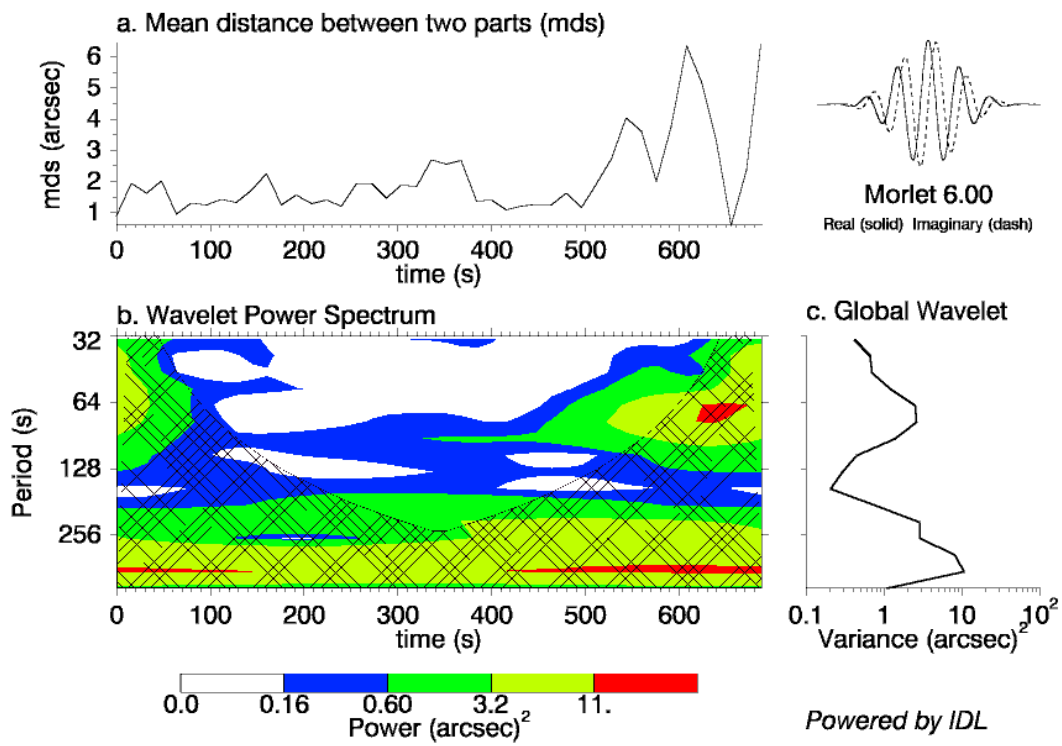 a. Mean distance between two parts (mds)
6
5
4
3
2
1
mds (arcsec)
0 100 200 300 400 500 600
time (s)
Morlet 6.00
Real (solid) Imaginary (dash)
b. Wavelet Power Spectrum
32
64
128
256
Period (s)
0 100 200 300 400 500 600
time (s)
c. Global Wavelet
0.1 1 10 10²
Variance (arcsec)²
0.0 0.16 0.60 3.2 11.
Power (arcsec)²
Powered by IDL